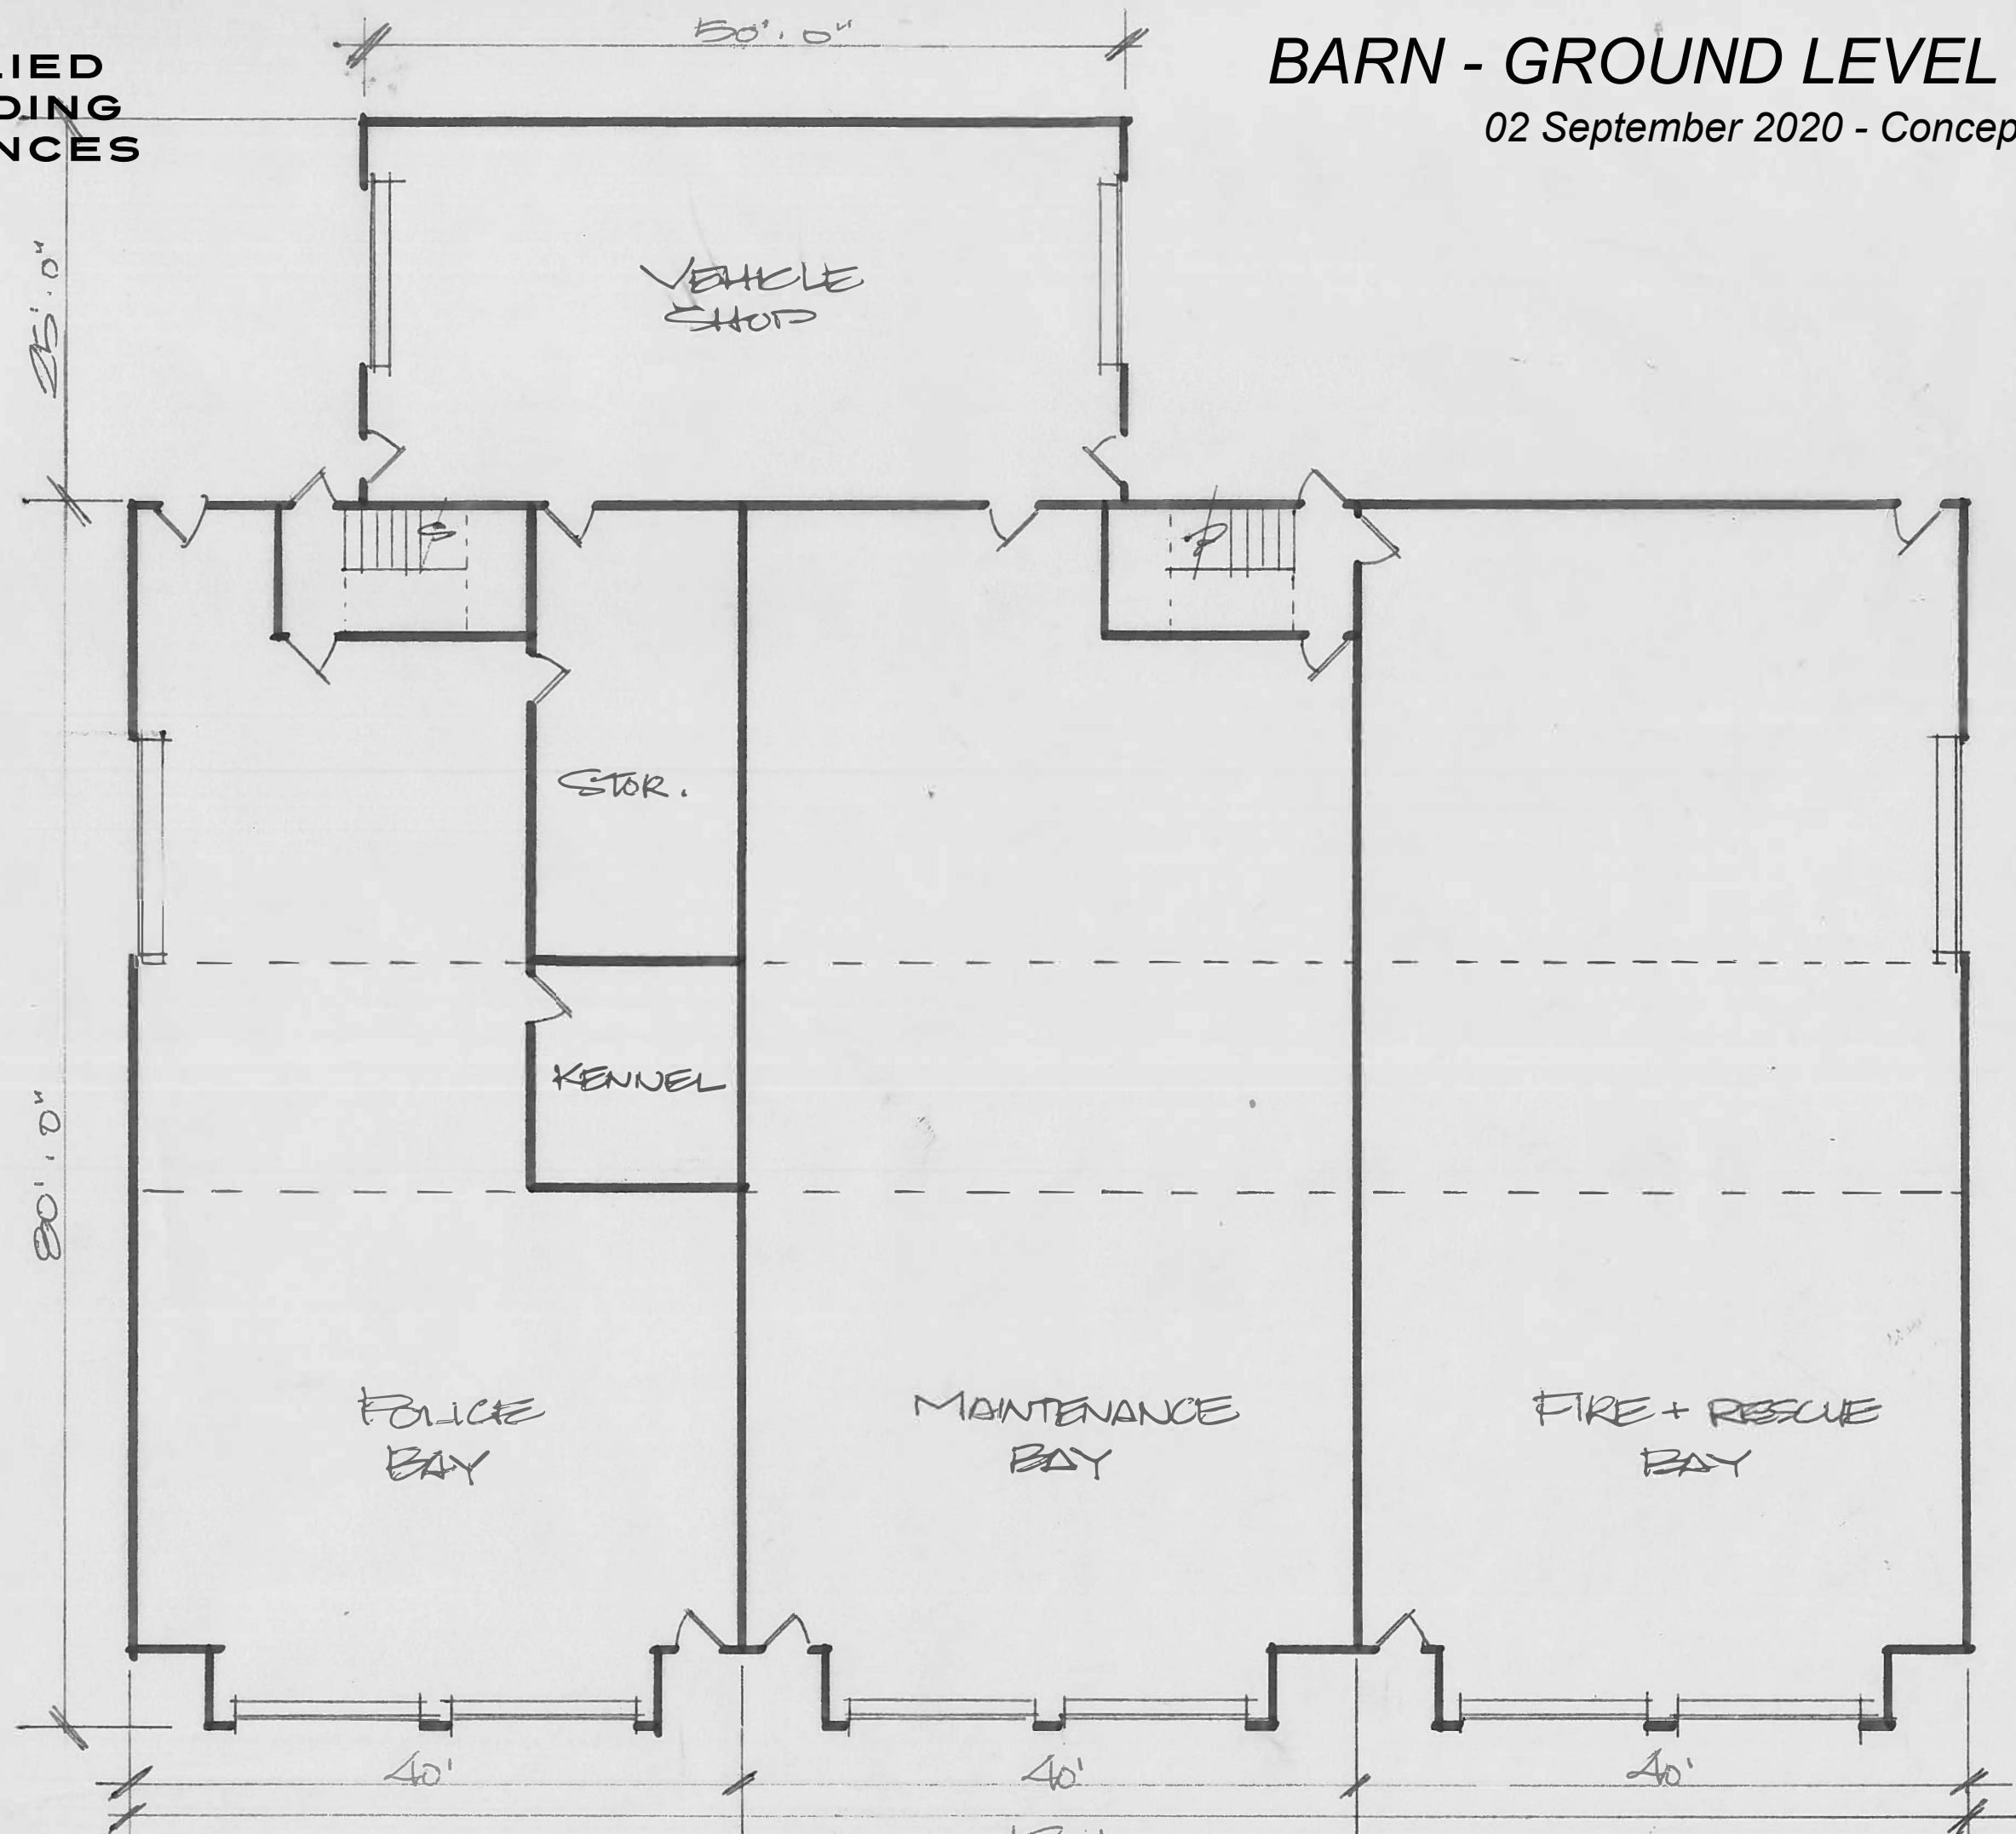 LIED
DING
NCES
BARN - GROUND LEVEL
02 September 2020 - Concep
50'.0"
25'.0"
VEHICLE
SHOP
STOR.
KENNEL
80'.0"
POLICE
BAY
MAINTENANCE
BAY
FIRE + RESCUE
BAY
40'
40'
40'